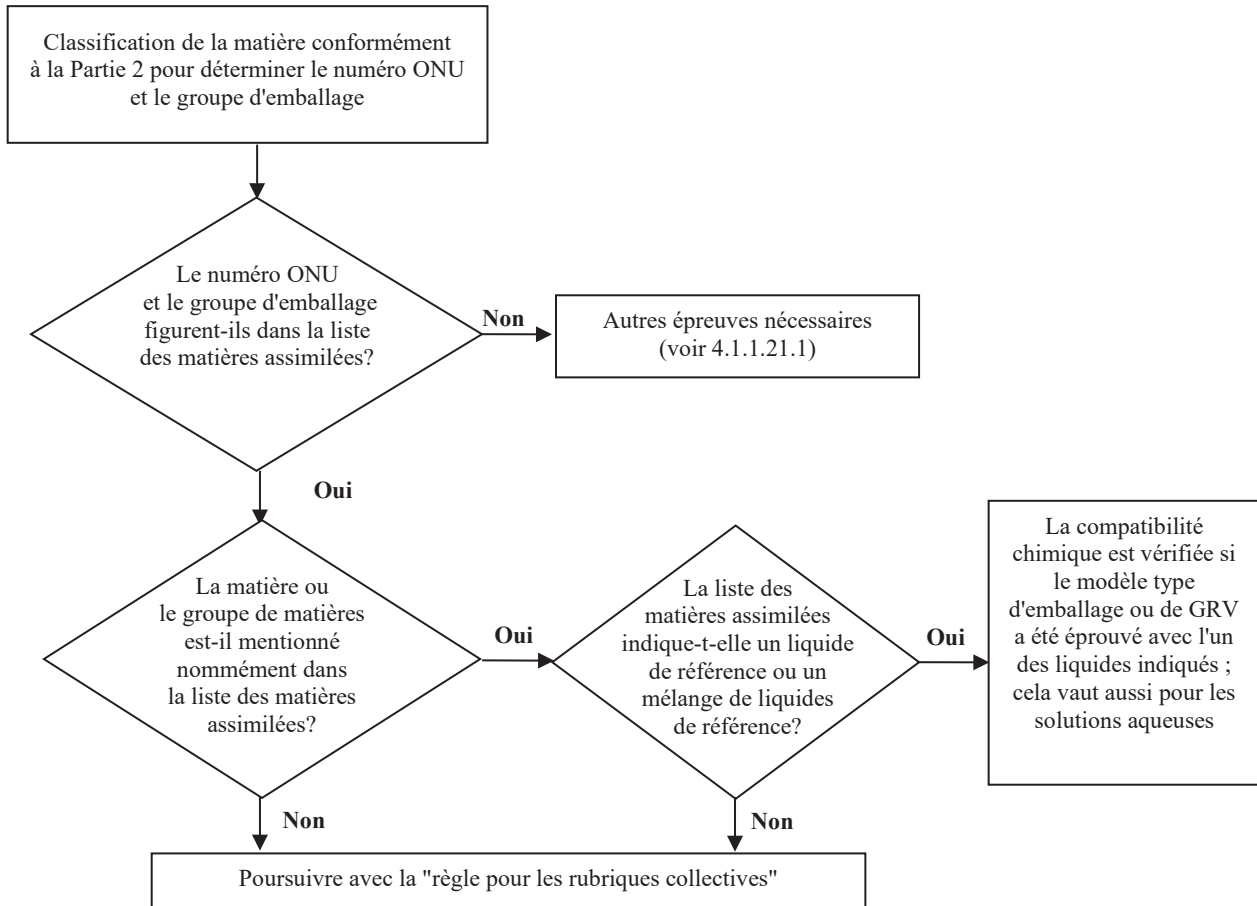 Classification de la matière conformément
à la Partie 2 pour déterminer le numéro ONU
et le groupe d'emballage
Le numéro ONU
et le groupe d'emballage
figurent-ils dans la liste
des matières assimilées?
Non
Autres épreuves nécessaires
(voir 4.1.1.21.1)
Oui
La matière ou
le groupe de matières
est-il mentionné
nommément dans
la liste des matières
assimilées?
Oui
La liste des
matières assimilées
indique-t-elle un liquide
de référence ou un
mélange de liquides
de référence?
Oui
La compatibilité
chimique est vérifiée si
le modèle type
d'emballage ou de GRV
a été éprouvé avec l'un
des liquides indiqués ;
cela vaut aussi pour les
solutions aqueuses
Non
Non
Poursuivre avec la "règle pour les rubriques collectives"